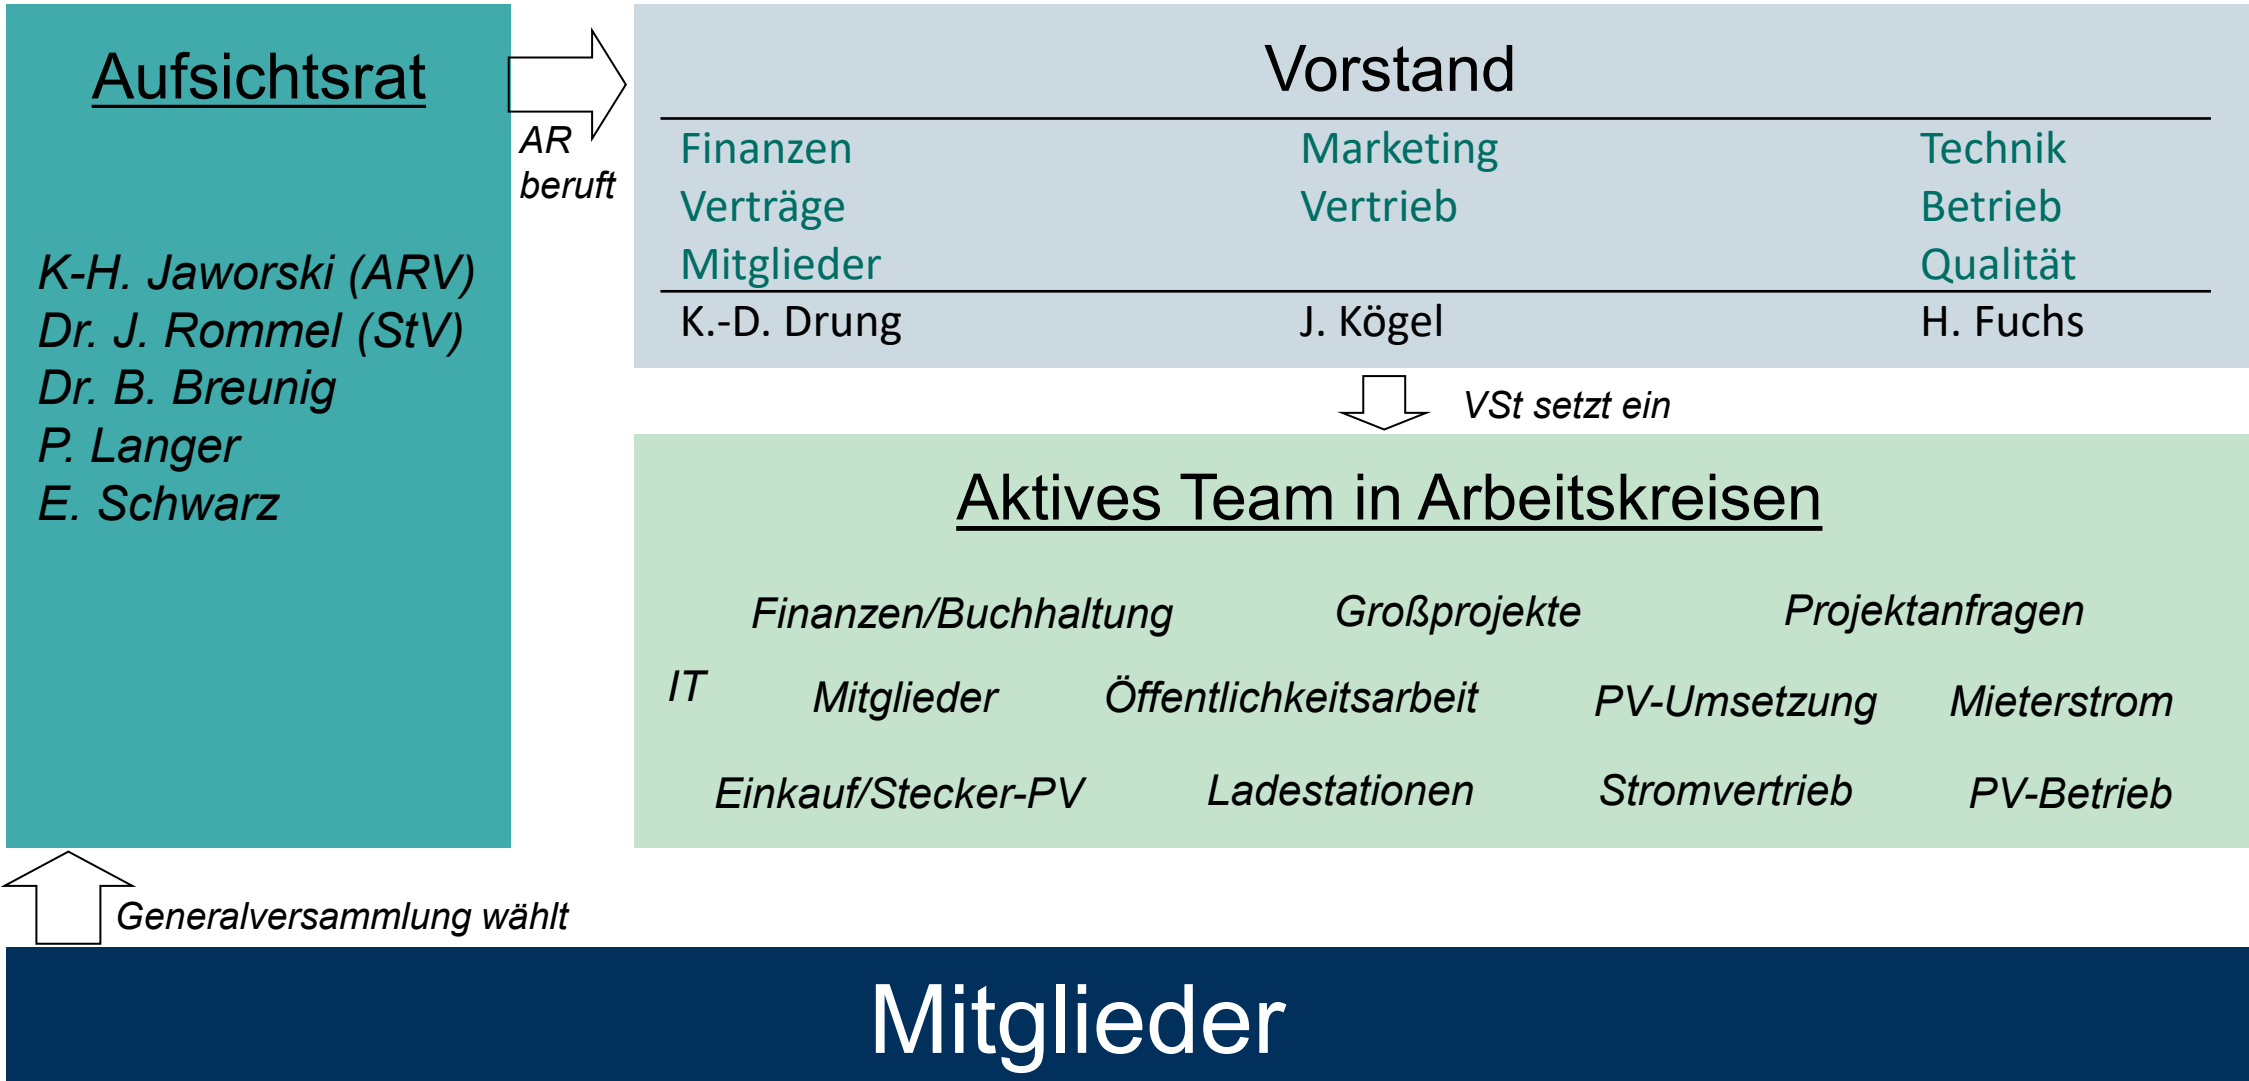 Aufsichtsrat
K-H. Jaworski (ARV)
Dr. J. Rommel (StV)
Dr. B. Breunig
P. Langer
E. Schwarz
AR
beruft
Vorstand
Finanzen Marketing Technik
Verträge Vertrieb Betrieb
Mitglieder Qualität
K.-D. Drung J. Kögel H. Fuchs
VSt setzt ein
Aktives Team in Arbeitskreisen
Finanzen/Buchhaltung Großprojekte Projektanfragen
IT Mitglieder Öffentlichkeitsarbeit PV-Umsetzung Mieterstrom
Einkauf/Stecker-PV Ladestationen Stromvertrieb PV-Betrieb
Generalversammlung wählt
Mitglieder